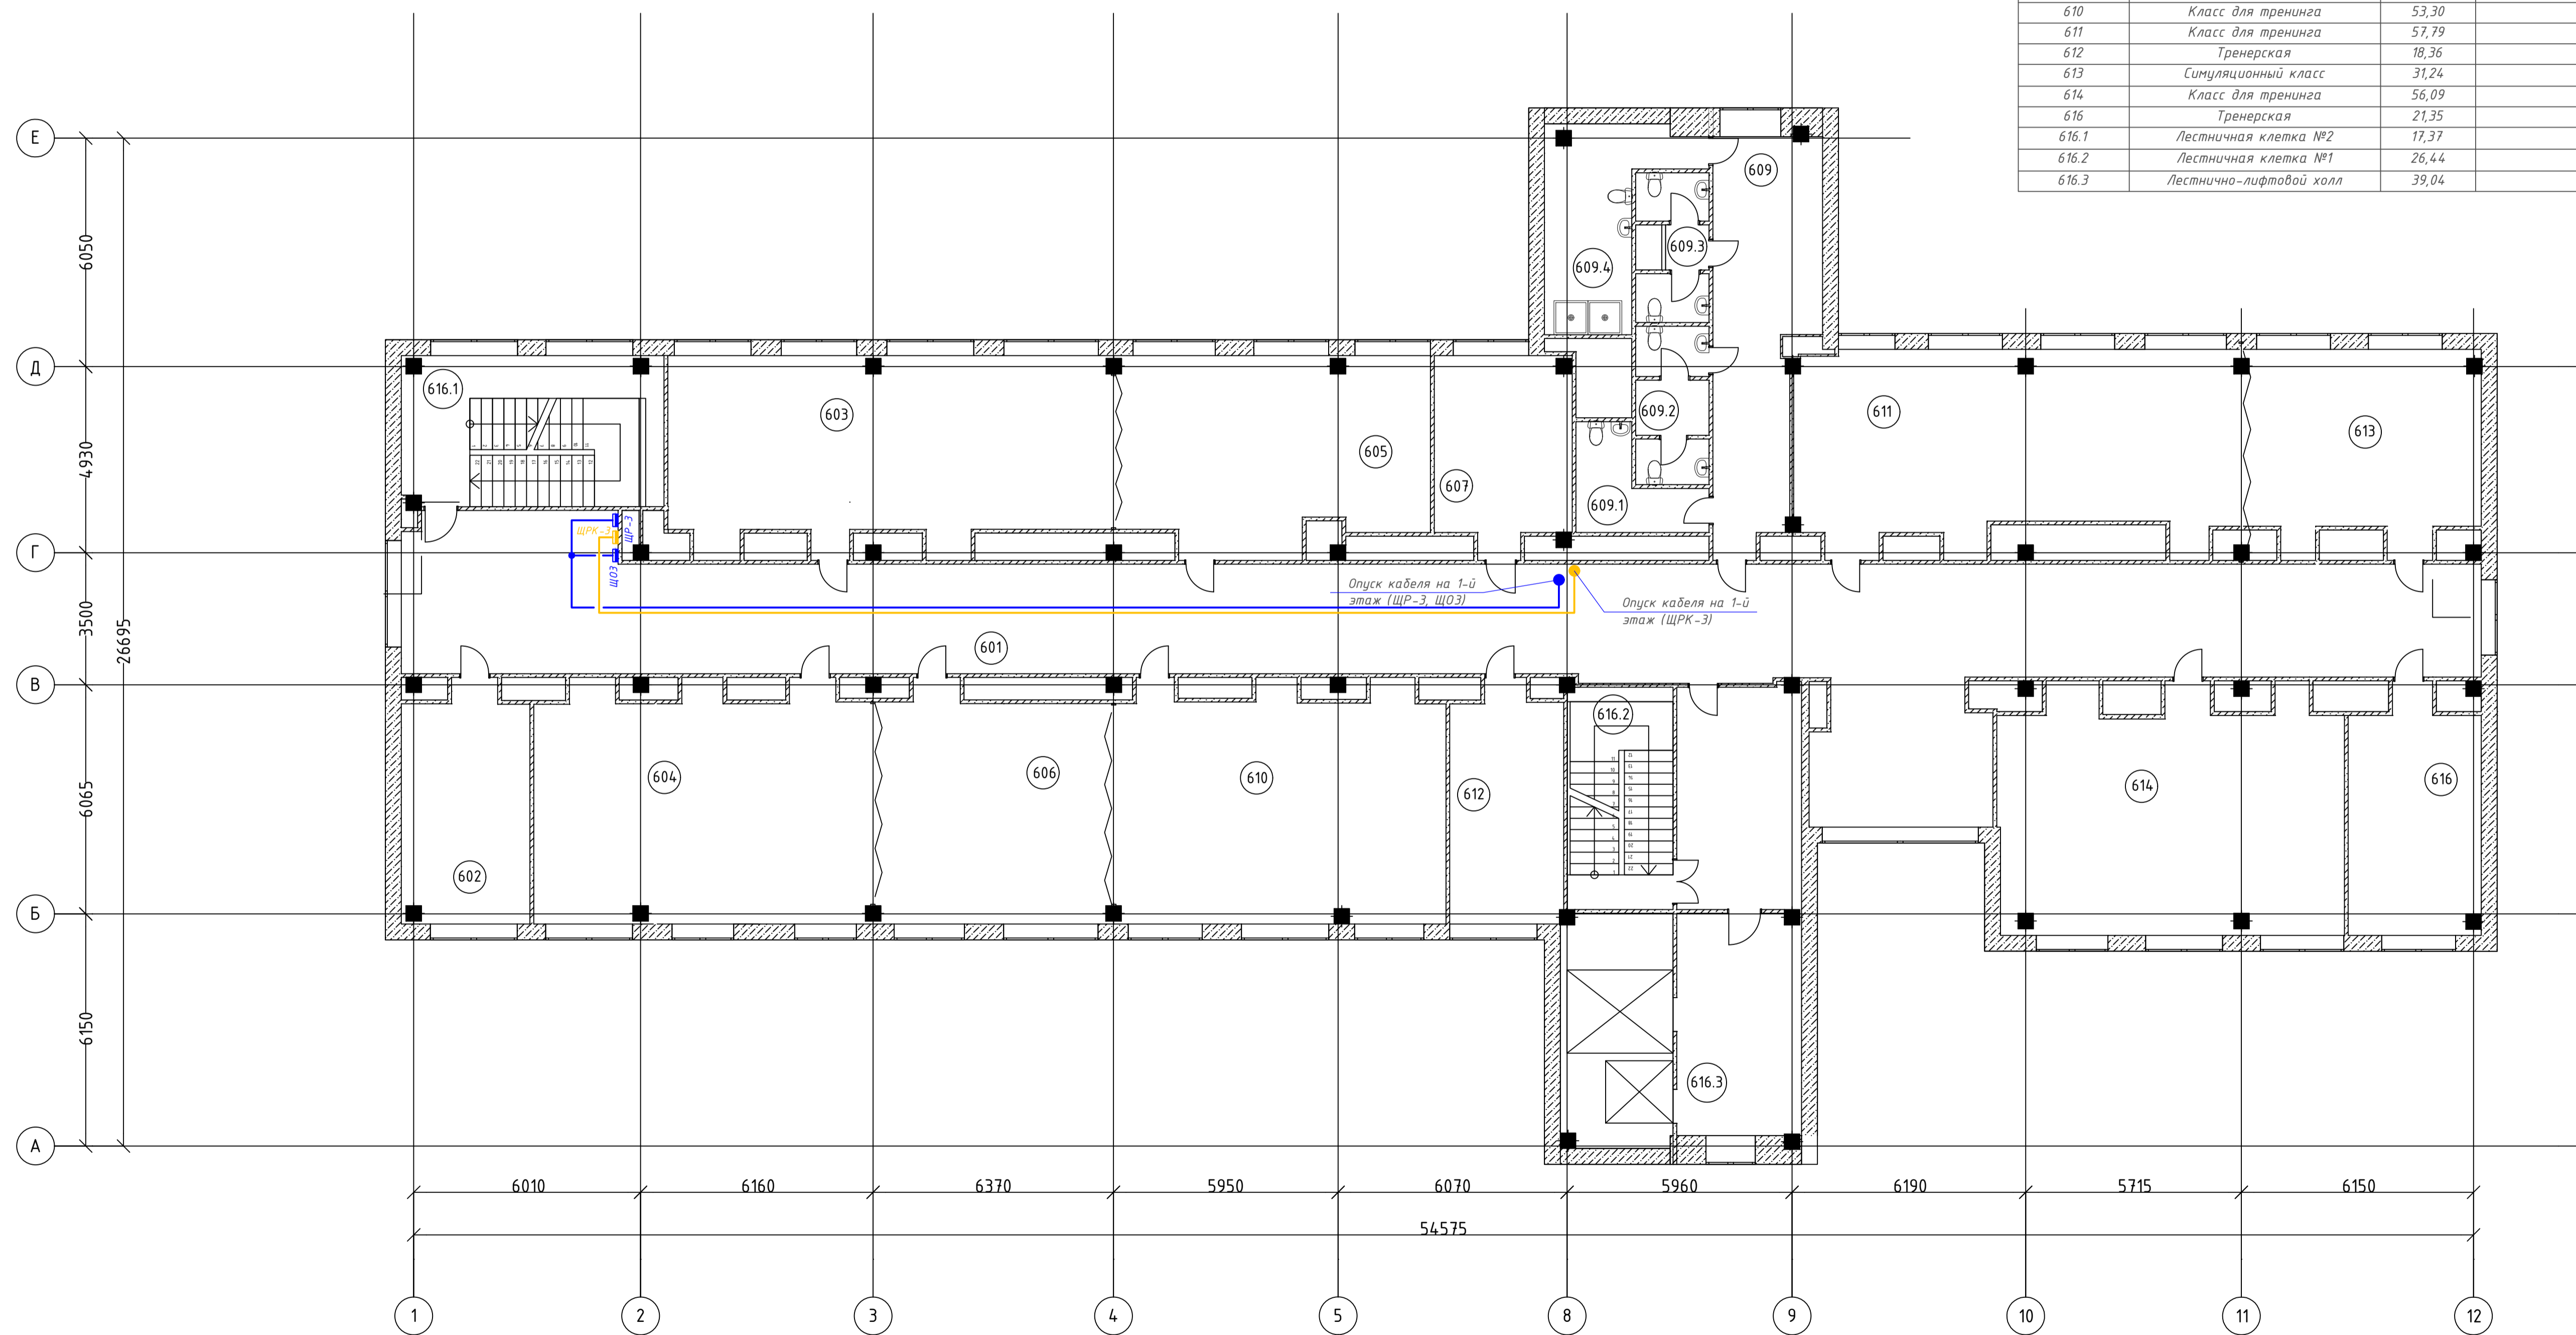 610 Класс для тренинга 53,30
611 Класс для тренинга 57,79
612 Тренерская 18,36
613 Симуляционный класс 31,24
614 Класс для тренинга 56,09
616 Тренерская 21,35
616.1 Лестничная клетка №2 17,37
616.2 Лестничная клетка №1 26,44
616.3 Лестнично-лифтовой холл 39,04
Е
609
6050
609.3
609.4
Д
616.1
603
611
609.2
613
4930
605
607
609.1
ЩРК-3
ЩР-3
Г
ЩО3
Опуск кабеля на 1-й
этаж (ЩР-3, ЩО3)
Опуск кабеля на 1-й
этаж (ЩРК-3)
3500
26695
601
В
616.2
604
606
610
612
614
616
6065
602
Б
6150
616.3
А
6010 6160 6370 5950 6070 5960 6190 5715 6150
54575
1 2 3 4 5 8 9 10 11 12